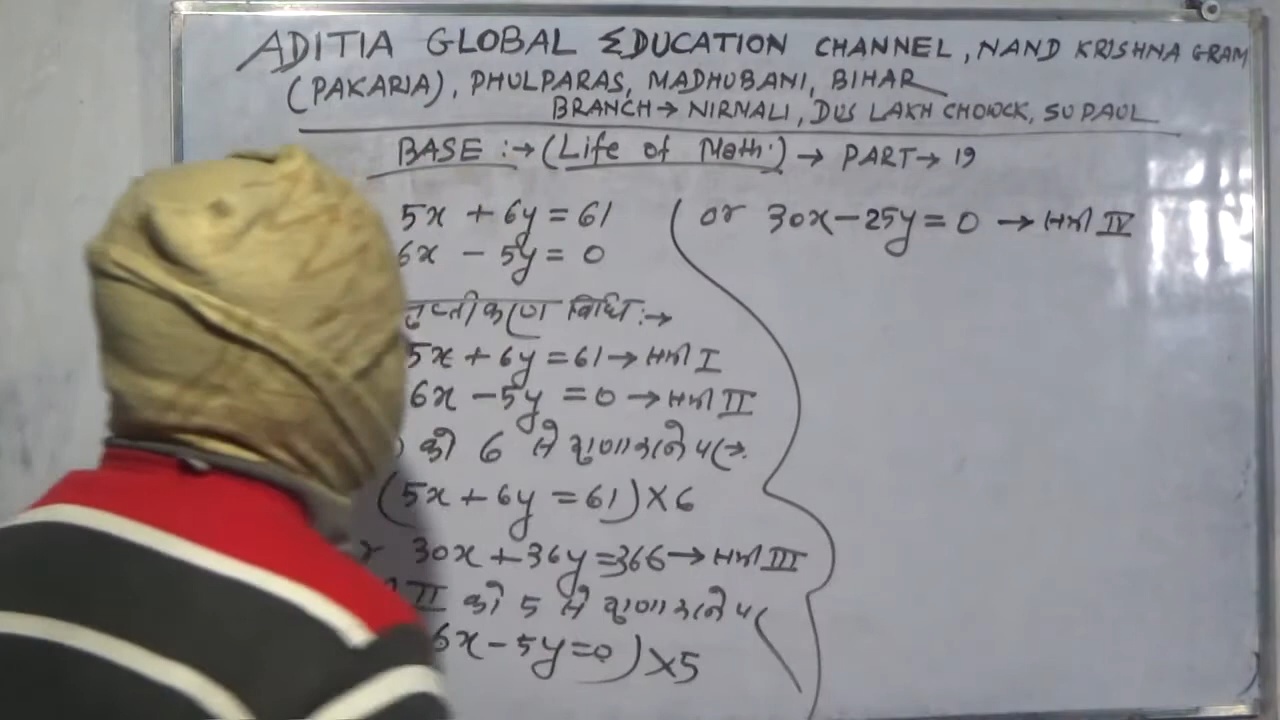 ADITIA GLOBAL EDUCATION CHANNEL, NAND KRISHNA GRAM
(PAKARIA), PHULPARAS, MADHUBANI, BIHAR
BRANCH→ NIRMALI, DUS LAKH CHOWCK, SUPAUL
BASE :→ (Life of Math:) → PART→ 19
5x + 6y = 61
6x - 5y = 0
विधि:→
5x + 6y = 61 → समी I
6x - 5y = 0 → समी II
को 6 से गुणा करने पर→
(5x + 6y = 61) × 6
30x + 36y = 366 → समी III
II को 5 से गुणा करने पर
6x - 5y = 0) × 5
or 30x - 25y = 0 → समी IV